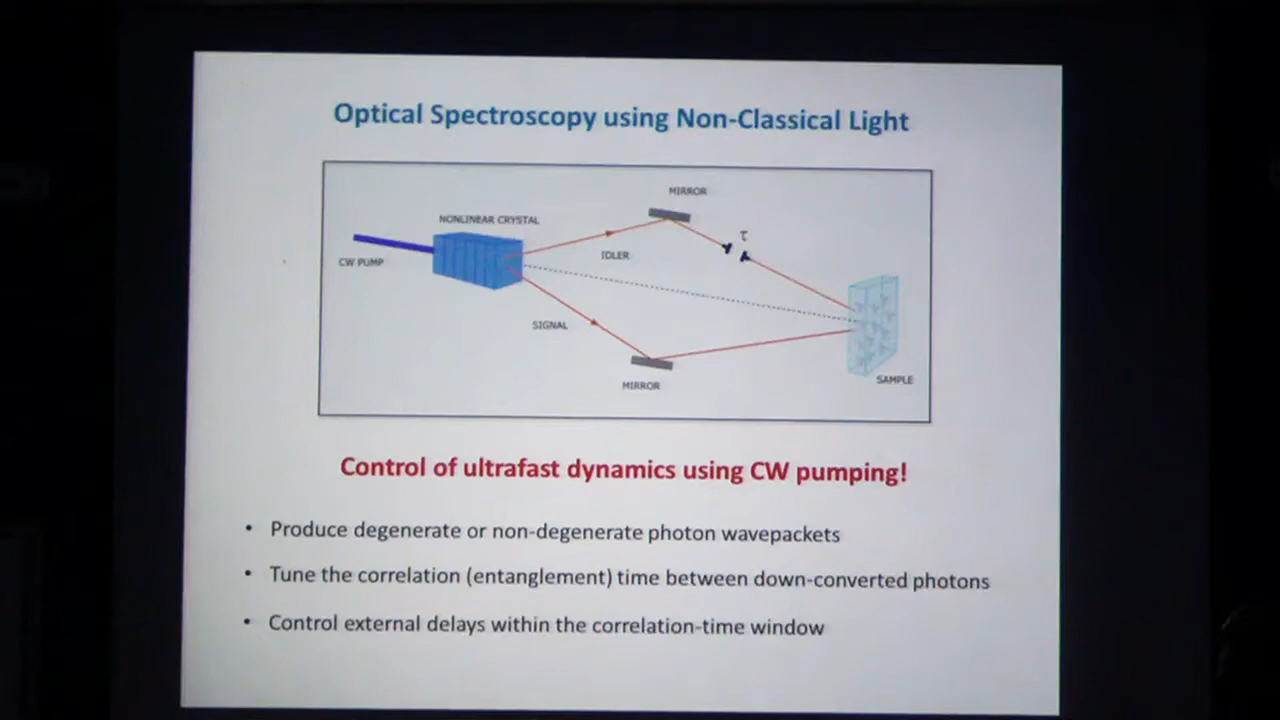 Optical Spectroscopy using Non-Classical Light
MIRROR
NONLINEAR CRYSTAL
τ
IDLER
CW PUMP
SIGNAL
SAMPLE
MIRROR
Control of ultrafast dynamics using CW pumping!
• Produce degenerate or non-degenerate photon wavepackets
• Tune the correlation (entanglement) time between down-converted photons
• Control external delays within the correlation-time window